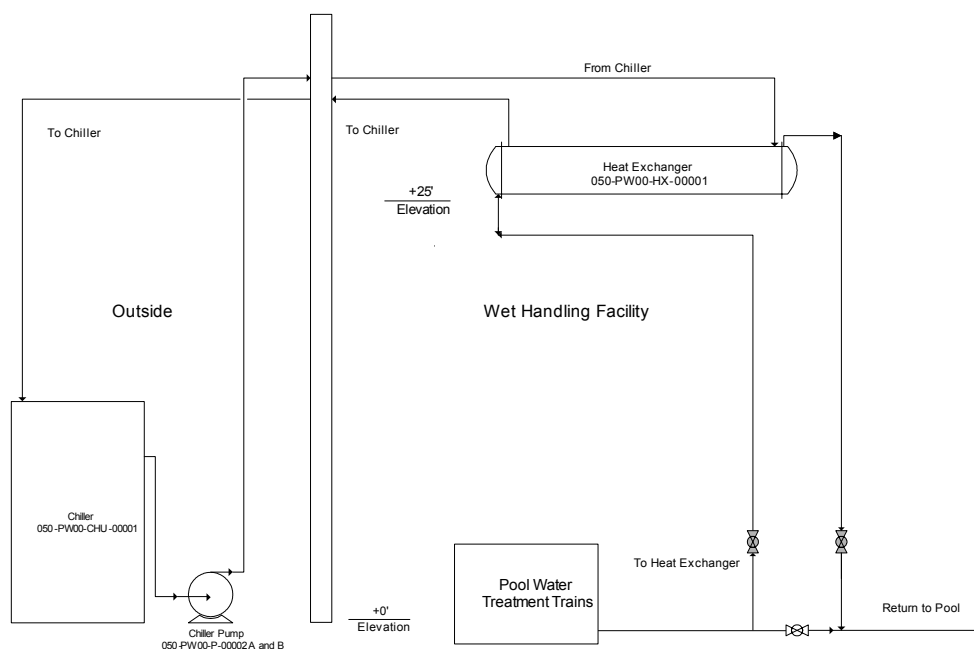 From Chiller
To Chiller
To Chiller
Heat Exchanger
050-PW00-HX-00001
+25'
Elevation
Outside
Wet Handling Facility
Chiller
050-PW00-CHU-00001
To Heat Exchanger
Pool Water
Treatment Trains
Return to Pool
+0'
Elevation
Chiller Pump
050-PW00-P-00002A and B